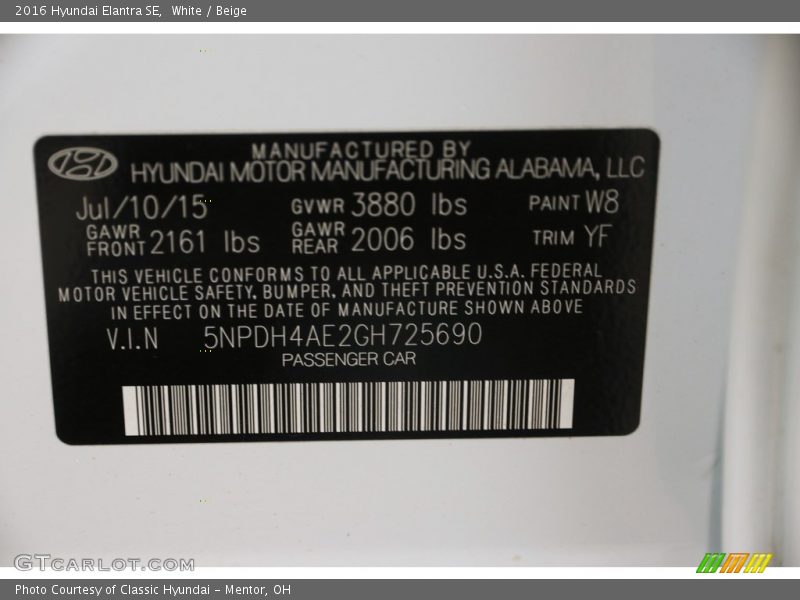 2016 Hyundai Elantra SE, White / Beige
MANUFACTURED BY
HYUNDAI MOTOR MANUFACTURING ALABAMA, LLC
Jul/10/15 GVWR 3880 lbs PAINT W8
GAWR FRONT 2161 lbs GAWR REAR 2006 lbs TRIM YF
THIS VEHICLE CONFORMS TO ALL APPLICABLE U.S.A. FEDERAL
MOTOR VEHICLE SAFETY, BUMPER, AND THEFT PREVENTION STANDARDS
IN EFFECT ON THE DATE OF MANUFACTURE SHOWN ABOVE
V.I.N 5NPDH4AE2GH725690
PASSENGER CAR
GTCARLOT.COM
Photo Courtesy of Classic Hyundai - Mentor, OH